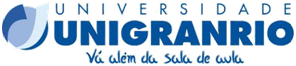 UNIVERSIDADE
UNIGRANRIO
Vá além da sala de aula